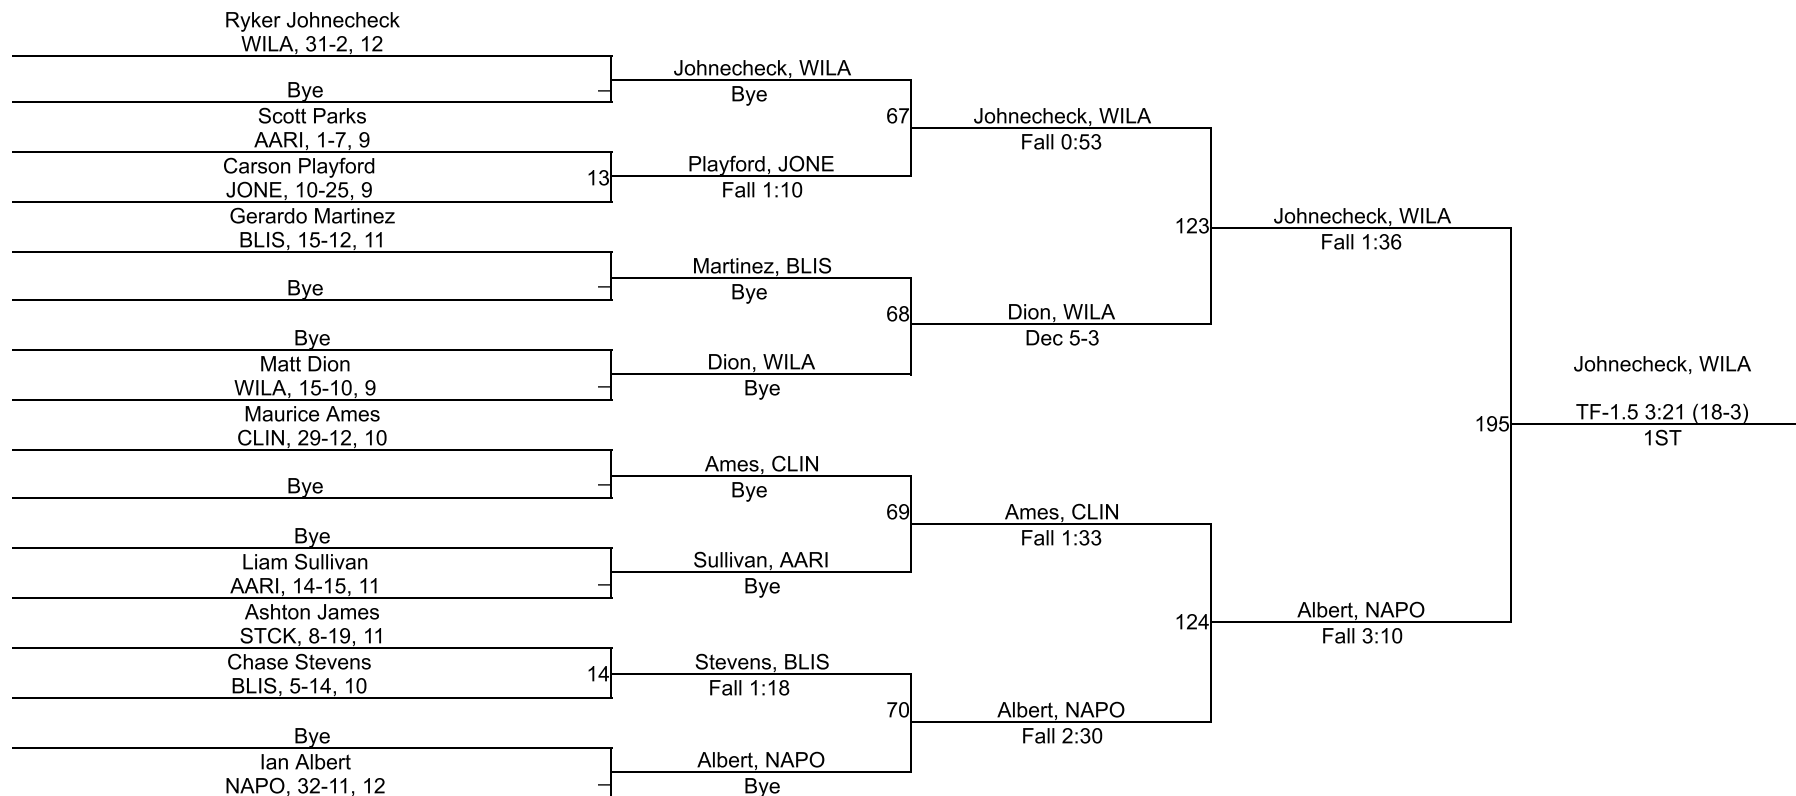 Ryker Johnecheck
WILA, 31-2, 12
Bye
Scott Parks
AARI, 1-7, 9
Carson Playford
JONE, 10-25, 9
13
Gerardo Martinez
BLIS, 15-12, 11
Bye
Bye
Matt Dion
WILA, 15-10, 9
Maurice Ames
CLIN, 29-12, 10
Bye
Bye
Liam Sullivan
AARI, 14-15, 11
Ashton James
STCK, 8-19, 11
Chase Stevens
BLIS, 5-14, 10
14
Bye
Ian Albert
NAPO, 32-11, 12
Johnecheck, WILA
Bye
67
Playford, JONE
Fall 1:10
Martinez, BLIS
Bye
68
Dion, WILA
Bye
Ames, CLIN
Bye
69
Sullivan, AARI
Bye
Stevens, BLIS
Fall 1:18
70
Albert, NAPO
Bye
Johnecheck, WILA
Fall 0:53
123
Dion, WILA
Dec 5-3
Ames, CLIN
Fall 1:33
124
Albert, NAPO
Fall 2:30
Johnecheck, WILA
Fall 1:36
195
Albert, NAPO
Fall 3:10
Johnecheck, WILA
TF-1.5 3:21 (18-3)
1ST